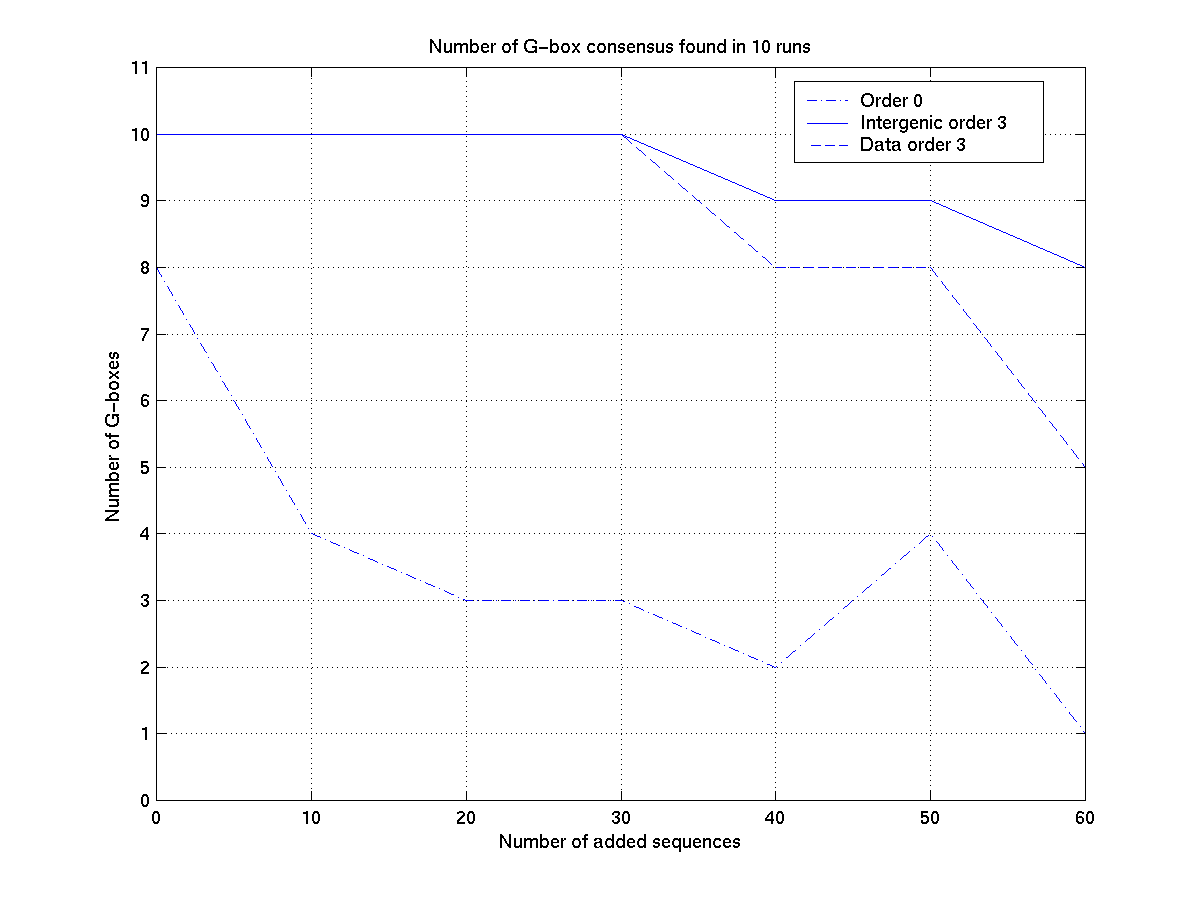 Number of G-box consensus found in 10 runs
11
10
9
8
7
6
5
4
3
2
1
0
Number of G-boxes
Order 0
Intergenic order 3
Data order 3
0 10 20 30 40 50 60
Number of added sequences